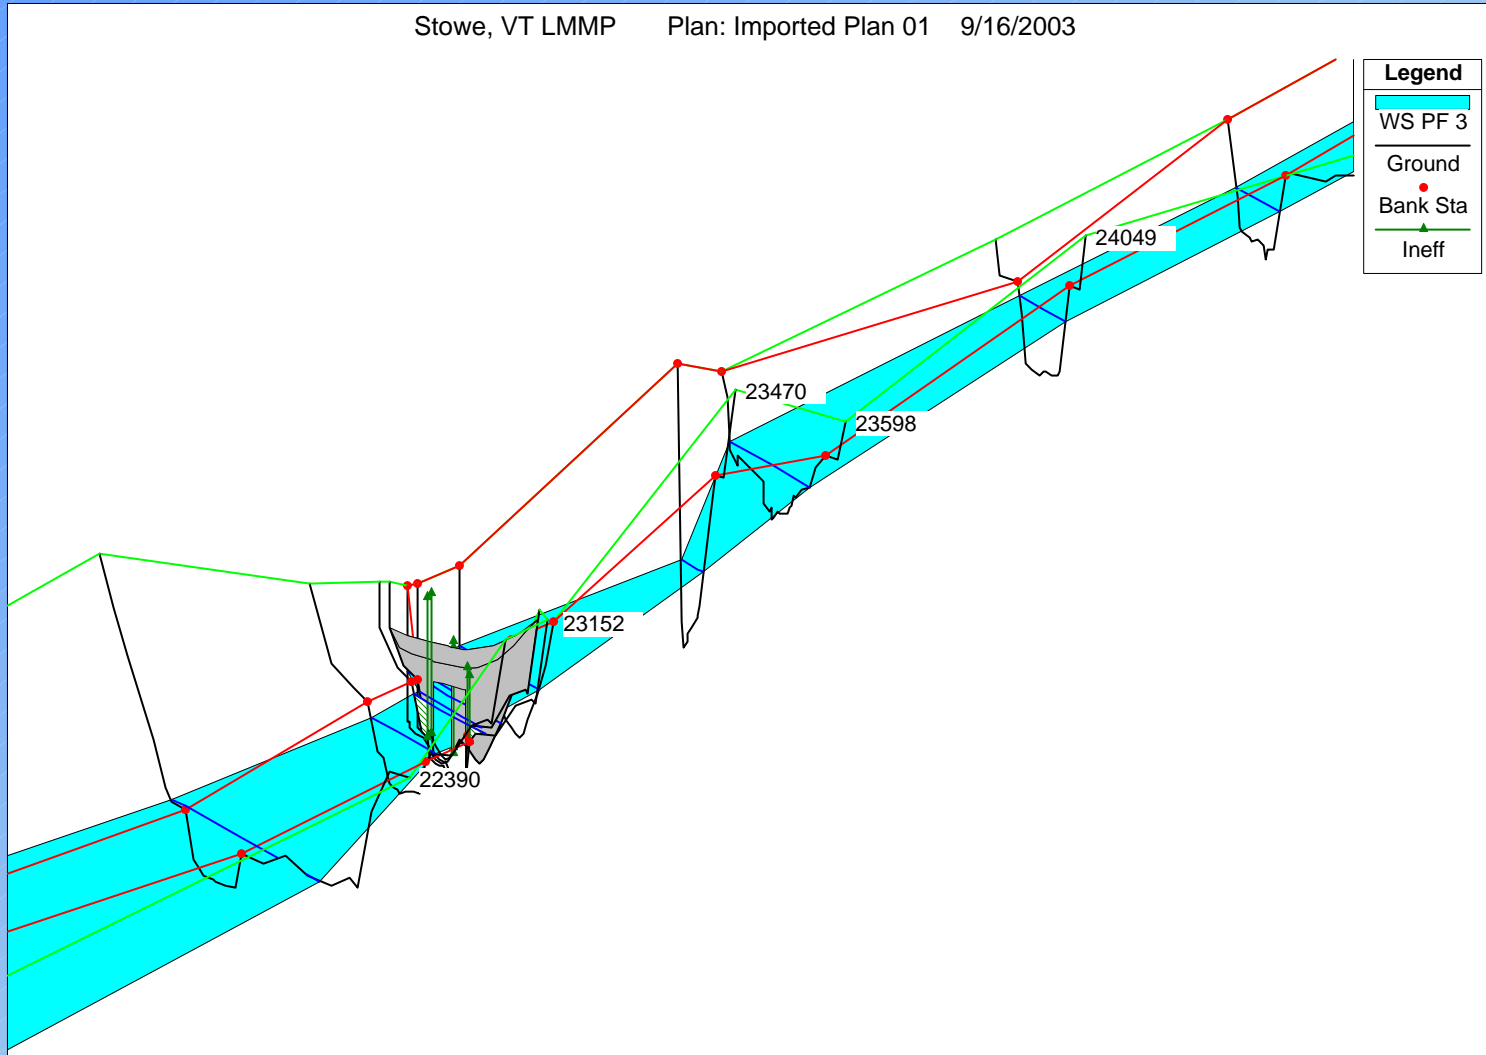 Stowe, VT LMMP Plan: Imported Plan 01 9/16/2003
Legend
WS PF 3
Ground
Bank Sta
Ineff
24049
23470
23598
23152
22390